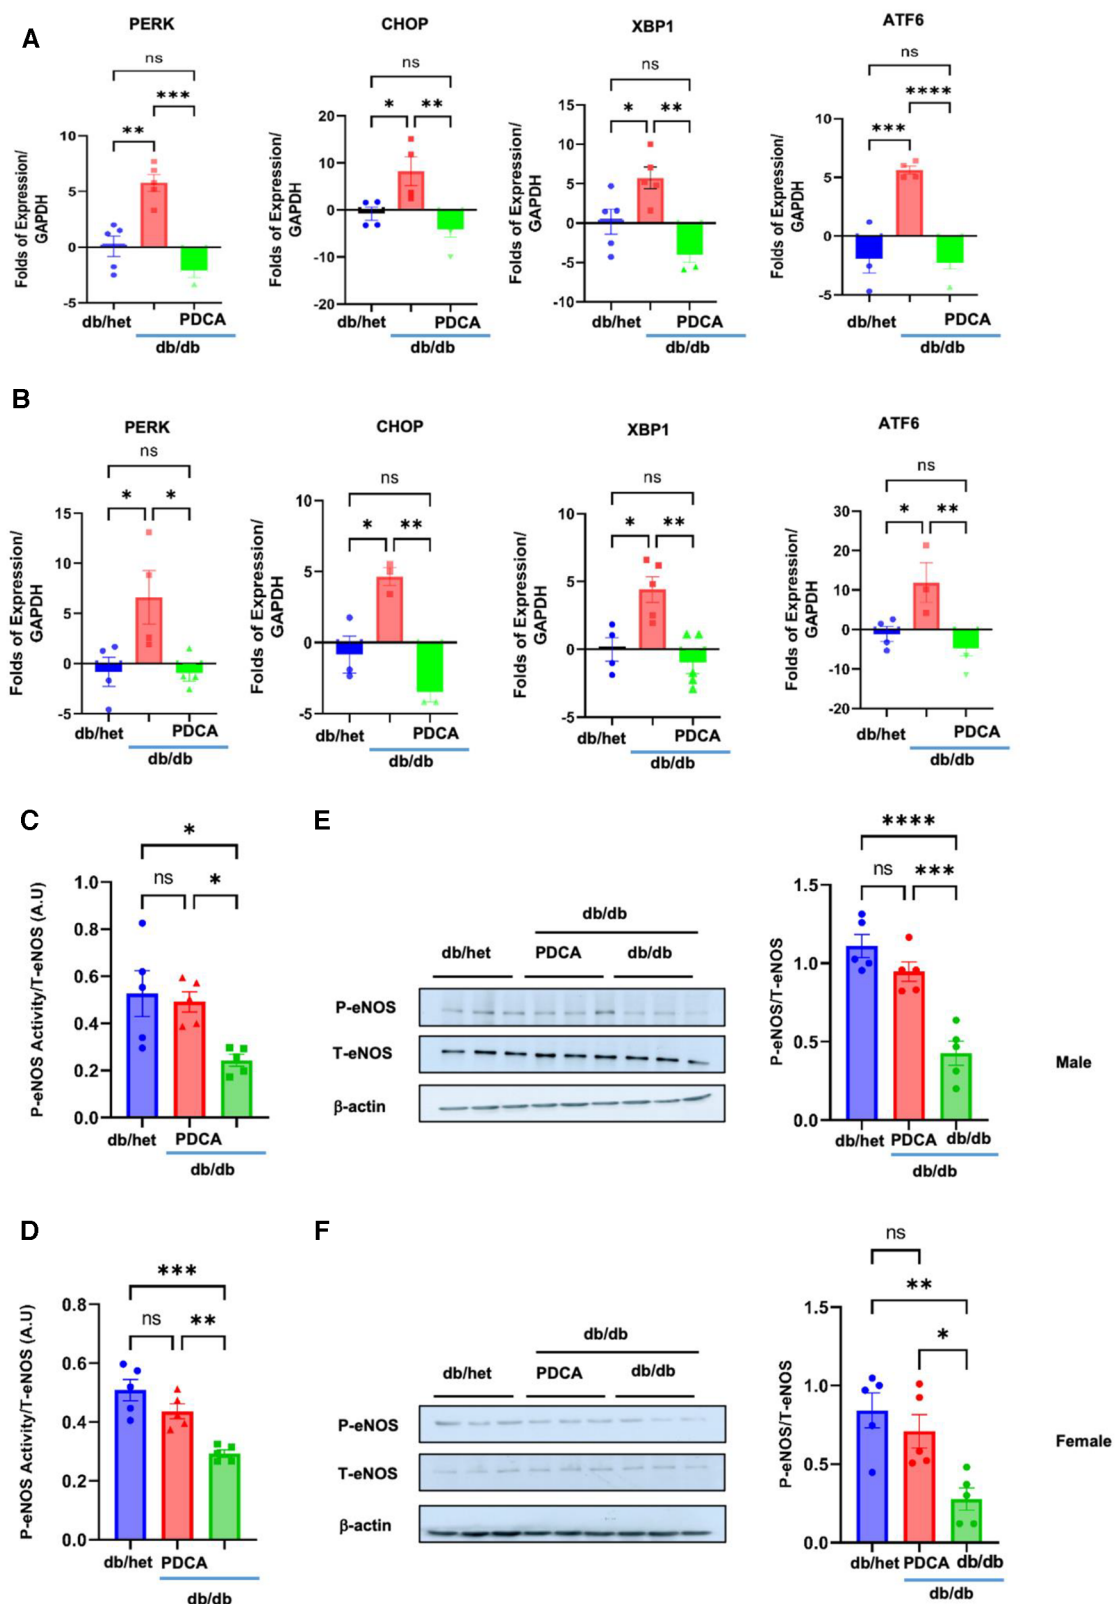 A
PERK
ns
***
**
Folds of Expression/
GAPDH
10
5
0
-5
db/het
PDCA
db/db
CHOP
ns
*
**
Folds of Expression/
GAPDH
20
10
0
-10
-20
db/het
PDCA
db/db
XBP1
ns
*
**
Folds of Expression/
GAPDH
15
10
5
0
-5
-10
db/het
PDCA
db/db
ATF6
ns
****
***
Folds of Expression/
GAPDH
10
5
0
-5
db/het
PDCA
db/db
B
PERK
ns
*
*
Folds of Expression/
GAPDH
15
10
5
0
-5
db/het
PDCA
db/db
CHOP
ns
*
**
Folds of Expression/
GAPDH
10
5
0
-5
db/het
PDCA
db/db
XBP1
ns
*
**
Folds of Expression/
GAPDH
10
5
0
-5
db/het
PDCA
db/db
ATF6
ns
*
**
Folds of Expression/
GAPDH
30
20
10
0
-10
-20
db/het
PDCA
db/db
C
*
ns
*
P-eNOS Activity/T-eNOS (A.U)
1.0
0.8
0.6
0.4
0.2
0.0
db/het
PDCA
db/db
E
db/db
db/het
PDCA
db/db
P-eNOS
T-eNOS
β-actin
****
ns
***
P-eNOS/T-eNOS
1.5
1.0
0.5
0.0
db/het
PDCA
db/db
db/db
Male
D
***
ns
**
P-eNOS Activity/T-eNOS (A.U)
0.8
0.6
0.4
0.2
0.0
db/het
PDCA
db/db
F
db/db
db/het
PDCA
db/db
P-eNOS
T-eNOS
β-actin
ns
**
*
P-eNOS/T-eNOS
1.5
1.0
0.5
0.0
db/het
PDCA
db/db
db/db
Female